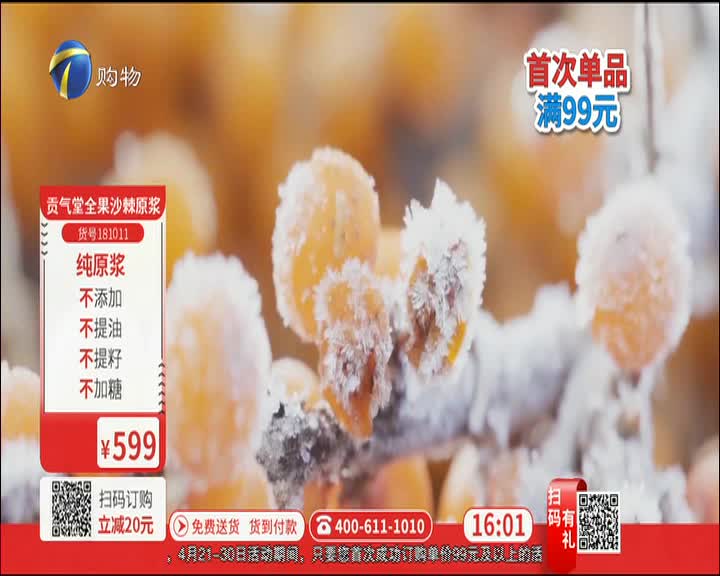 购物
首次单品
满99元
贡气堂全果沙棘原浆
货号181011
纯原浆
不添加
不提油
不提籽
不加糖
¥599
扫码订购
立减20元
免费送货 货到付款
400-611-1010
16:01
扫码
有礼
，4月21-30日活动期间，只要您首次成功订购单价99元及以上的活